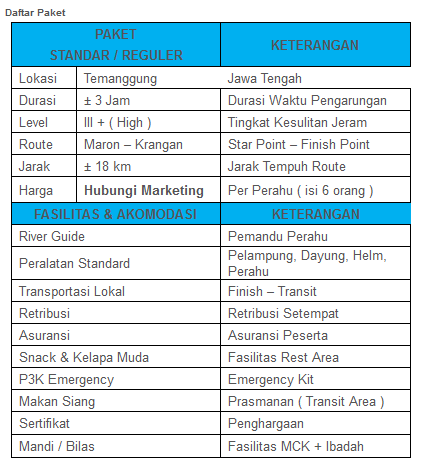 Daftar Paket
PAKET
STANDAR / REGULER
KETERANGAN
Lokasi Temanggung Jawa Tengah
Durasi ± 3 Jam Durasi Waktu Pengarungan
Level III + ( High ) Tingkat Kesulitan Jeram
Route Maron – Krangan Star Point – Finish Point
Jarak ± 18 km Jarak Tempuh Route
Harga Hubungi Marketing Per Perahu ( isi 6 orang )
FASILITAS & AKOMODASI KETERANGAN
River Guide Pemandu Perahu
Peralatan Standard Pelampung, Dayung, Helm,
Perahu
Transportasi Lokal Finish – Transit
Retribusi Retribusi Setempat
Asuransi Asuransi Peserta
Snack & Kelapa Muda Fasilitas Rest Area
P3K Emergency Emergency Kit
Makan Siang Prasmanan ( Transit Area )
Sertifikat Penghargaan
Mandi / Bilas Fasilitas MCK + Ibadah